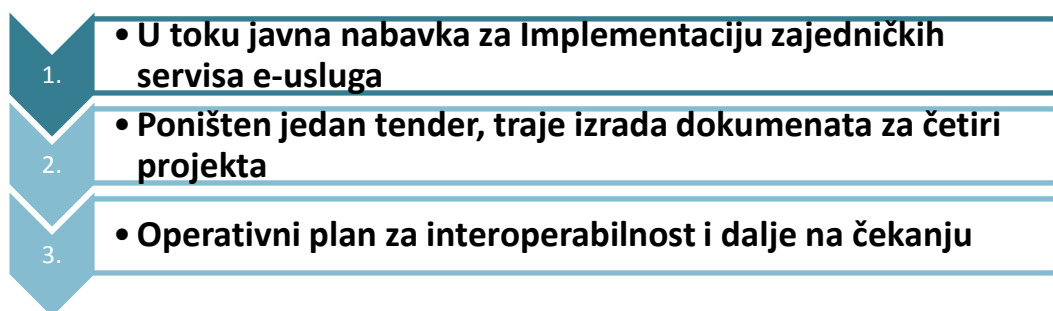 1.
• U toku javna nabavka za Implementaciju zajedničkih
servisa e-usluga
2.
• Poništen jedan tender, traje izrada dokumenata za četiri
projekta
3.
• Operativni plan za interoperabilnost i dalje na čekanju